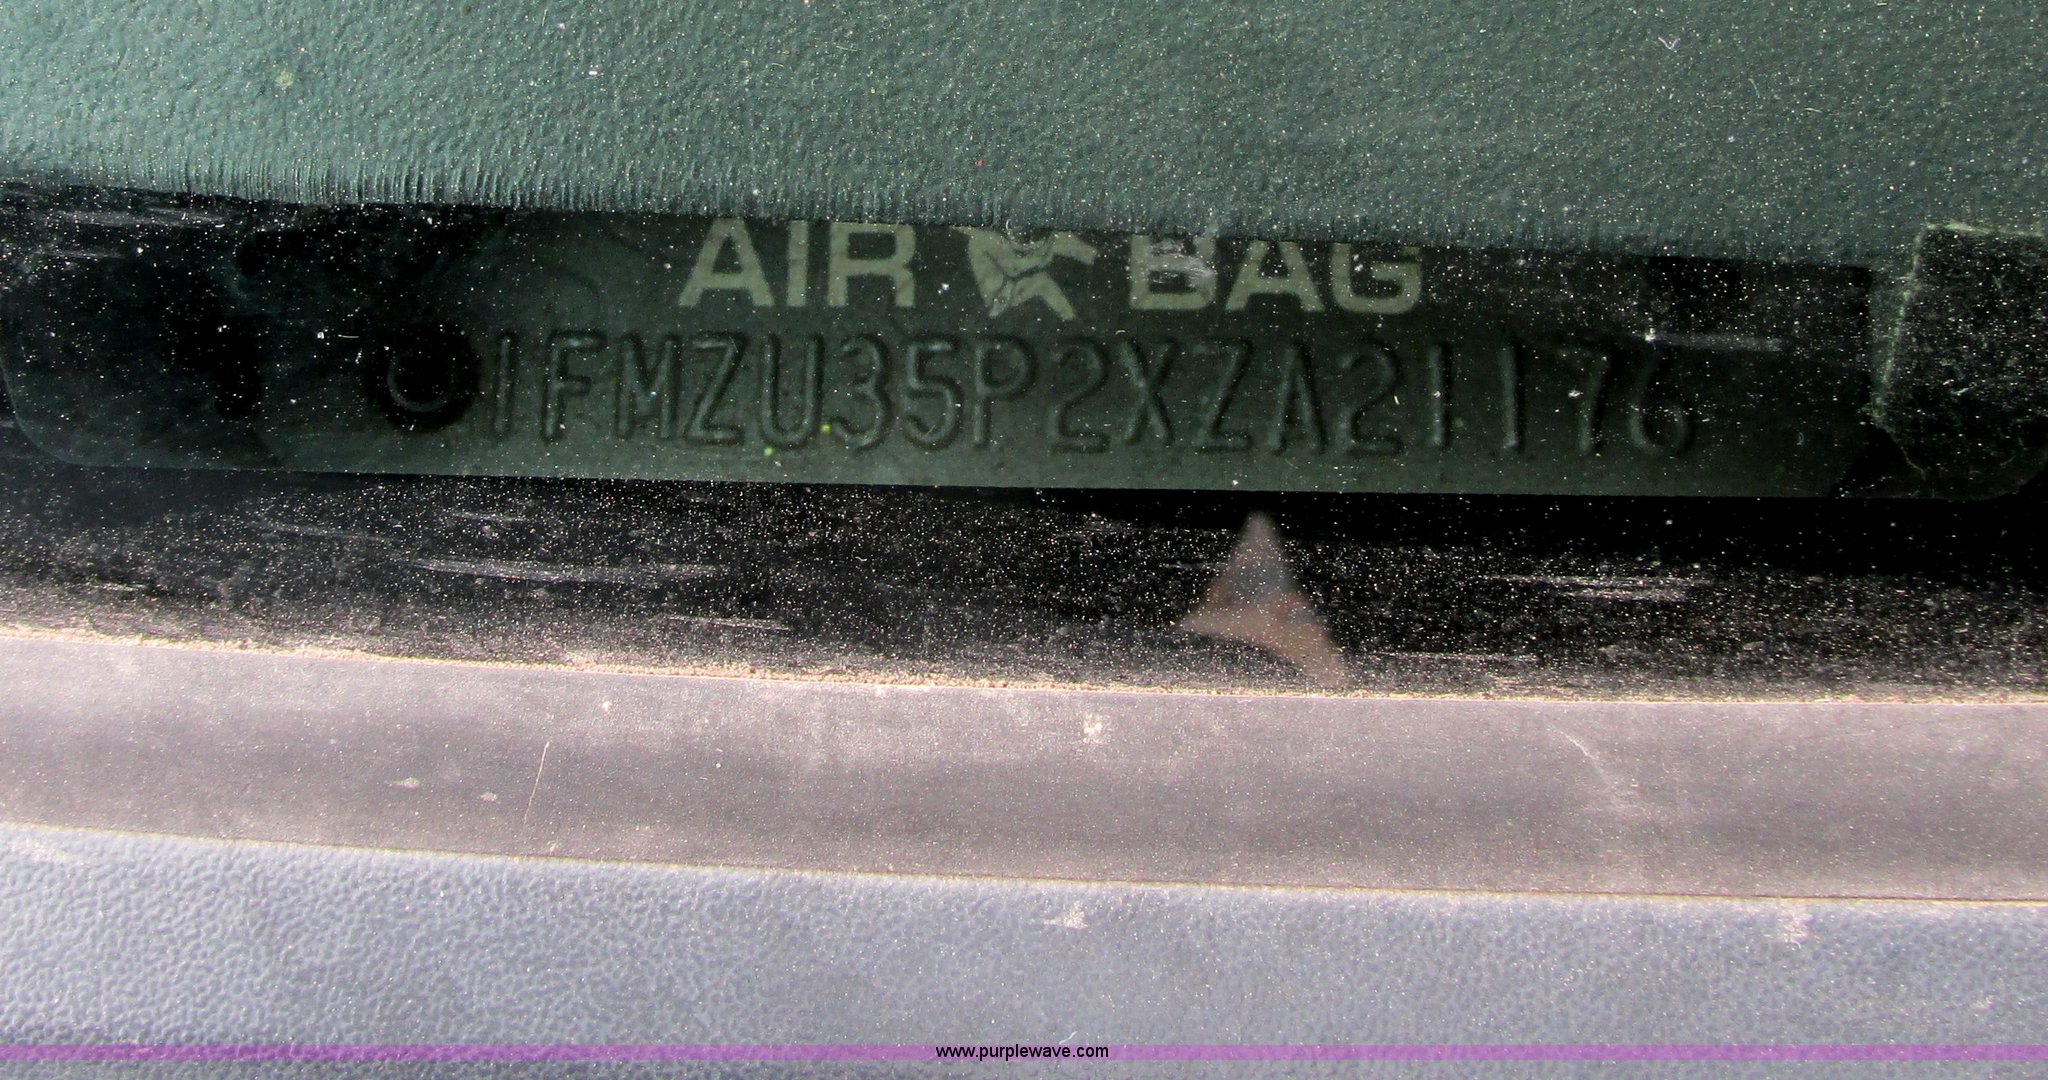 AIR BAG
1FMZU35P2XZA21176
www.purplewave.com